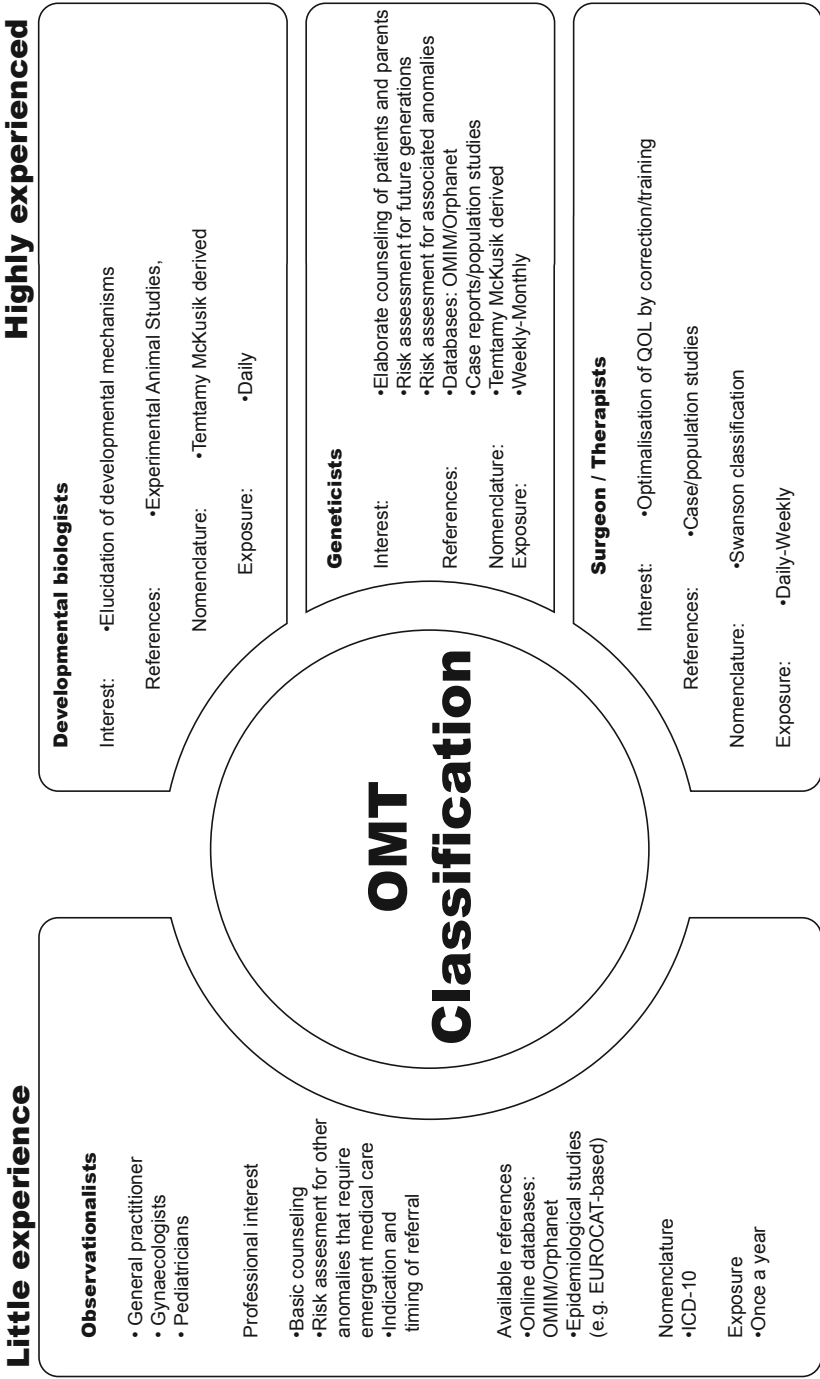 Little experience
Observationalists
• General practitioner
• Gynaecologists
• Pediatricians
Professional interest
•Basic counseling
•Risk assesment for other
anomalies that require
emergent medical care
•Indication and
timing of referral
Available references
•Online databases:
OMIM/Orphanet
•Epidemiological studies
(e.g. EUROCAT-based)
Nomenclature
•ICD-10
Exposure
•Once a year
OMT
Classification
Highly experienced
Developmental biologists
Interest: •Elucidation of developmental mechanisms
References: •Experimental Animal Studies,
Nomenclature: •Temtamy McKusik derived
Exposure: •Daily
Geneticists
Interest: •Elaborate counseling of patients and parents
•Risk assessment for future generations
•Risk assesment for associated anomalies
References: •Databases: OMIM/Orphanet
•Case reports/population studies
Nomenclature: •Temtamy McKusik derived
Exposure: •Weekly-Monthly
Surgeon / Therapists
Interest: •Optimalisation of QOL by correction/training
References: •Case/population studies
Nomenclature: •Swanson classification
Exposure: •Daily-Weekly